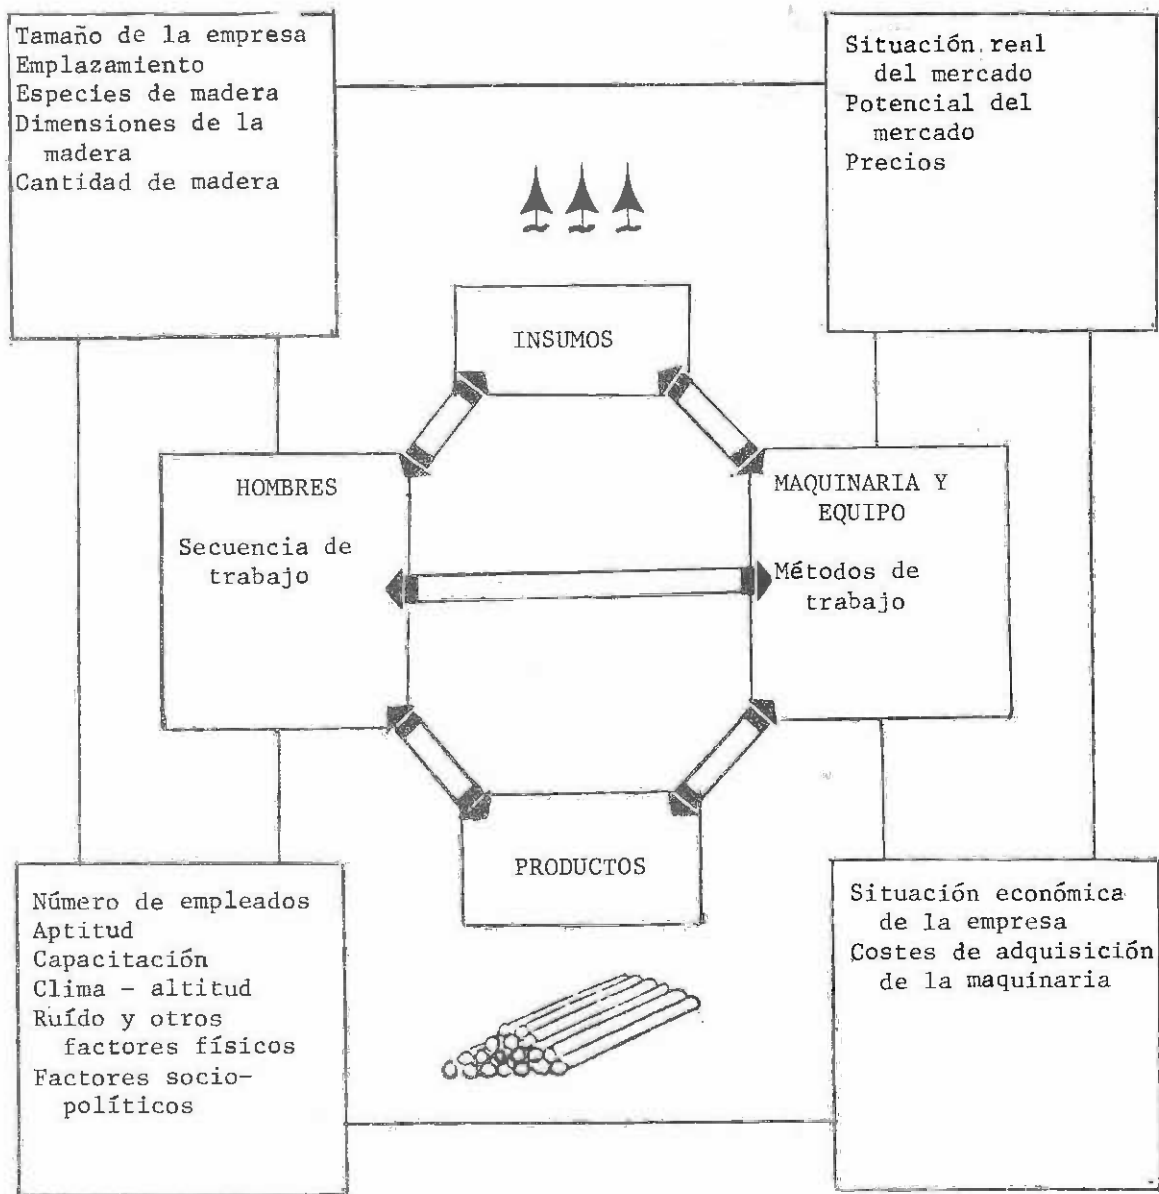 Tamaño de la empresa
Emplazamiento
Especies de madera
Dimensiones de la
madera
Cantidad de madera
Situación real
del mercado
Potencial del
mercado
Precios
INSUMOS
HOMBRES
Secuencia de
trabajo
MAQUINARIA Y
EQUIPO
Métodos de
trabajo
PRODUCTOS
Número de empleados
Aptitud
Capacitación
Clima - altitud
Ruído y otros
factores físicos
Factores socio-
políticos
Situación económica
de la empresa
Costes de adquisición
de la maquinaria